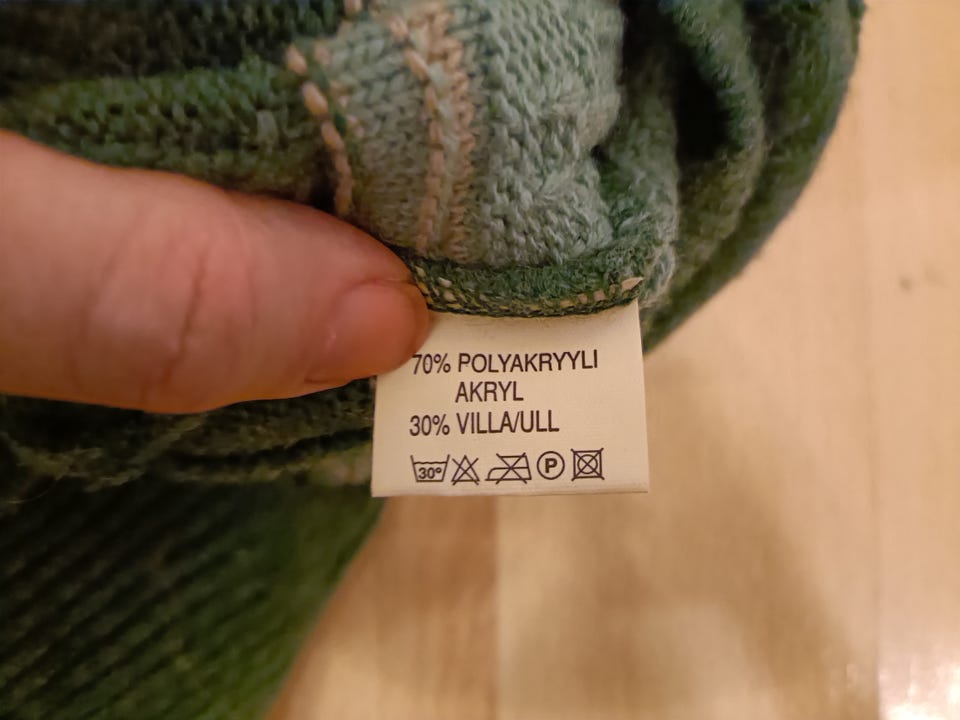 70% POLYAKRYYLI
AKRYL
30% VILLA/ULL
30° P